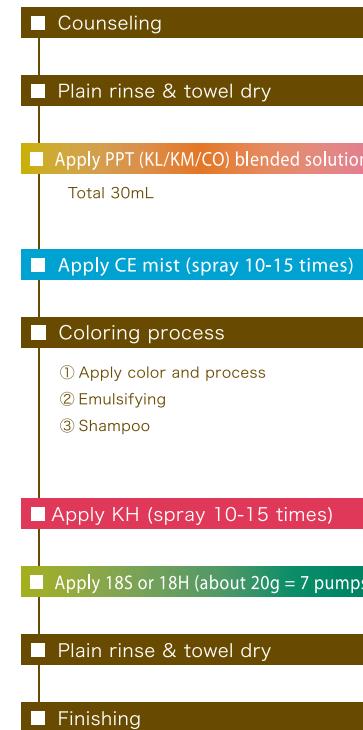 Counseling
Plain rinse & towel dry
Apply PPT (KL/KM/CO) blended solution
Total 30mL
Apply CE mist (spray 10-15 times)
Coloring process
① Apply color and process
② Emulsifying
③ Shampoo
Apply KH (spray 10-15 times)
Apply 18S or 18H (about 20g = 7 pumps
Plain rinse & towel dry
Finishing